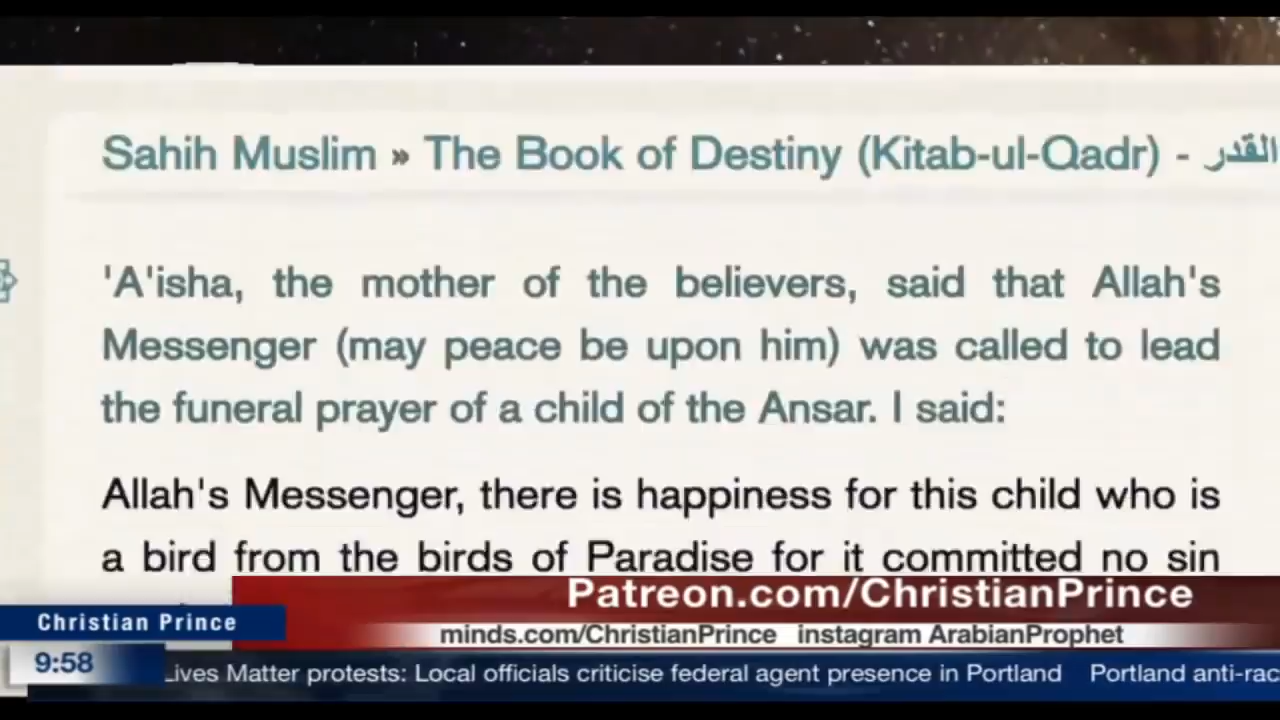 Sahih Muslim » The Book of Destiny (Kitab-ul-Qadr) - القدر
'A'isha, the mother of the believers, said that Allah's
Messenger (may peace be upon him) was called to lead
the funeral prayer of a child of the Ansar. I said:
Allah's Messenger, there is happiness for this child who is
a bird from the birds of Paradise for it committed no sin
Patreon.com/ChristianPrince
Christian Prince
minds.com/ChristianPrince instagram ArabianProphet
9:58
Lives Matter protests: Local officials criticise federal agent presence in Portland Portland anti-rac